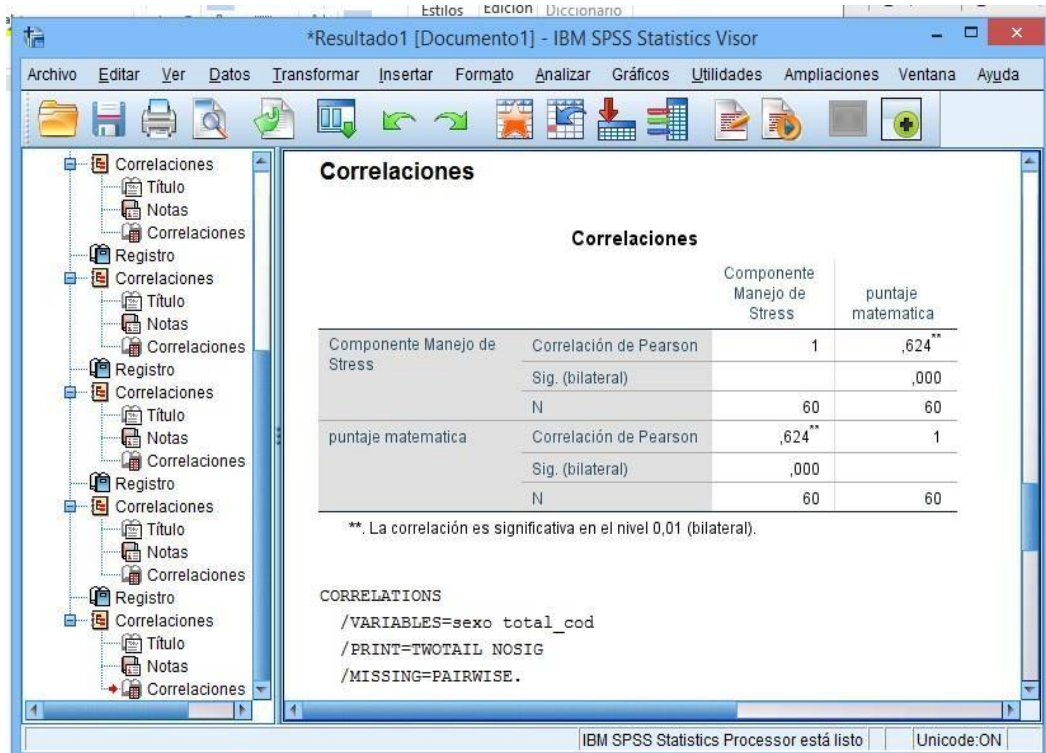 Estilos Edición Diccionario
*Resultado1 [Documento1] - IBM SPSS Statistics Visor
Archivo Editar Ver Datos Transformar Insertar Formato Analizar Gráficos Utilidades Ampliaciones Ventana Ayuda
Correlaciones
Título
Notas
Correlaciones
Registro
Correlaciones
Título
Notas
Correlaciones
Registro
Correlaciones
Título
Notas
Correlaciones
Registro
Correlaciones
Título
Notas
Correlaciones
Registro
Correlaciones
Título
Notas
Correlaciones
Correlaciones
Correlaciones
Componente
Manejo de
Stress
puntaje
matematica
Componente Manejo de
Stress
Correlación de Pearson 1 ,624**
Sig. (bilateral) ,000
N 60 60
puntaje matematica Correlación de Pearson ,624** 1
Sig. (bilateral) ,000
N 60 60
**. La correlación es significativa en el nivel 0,01 (bilateral).
CORRELATIONS
/VARIABLES=sexo total_cod
/PRINT=TWOTAIL NOSIG
/MISSING=PAIRWISE.
IBM SPSS Statistics Processor está listo Unicode:ON